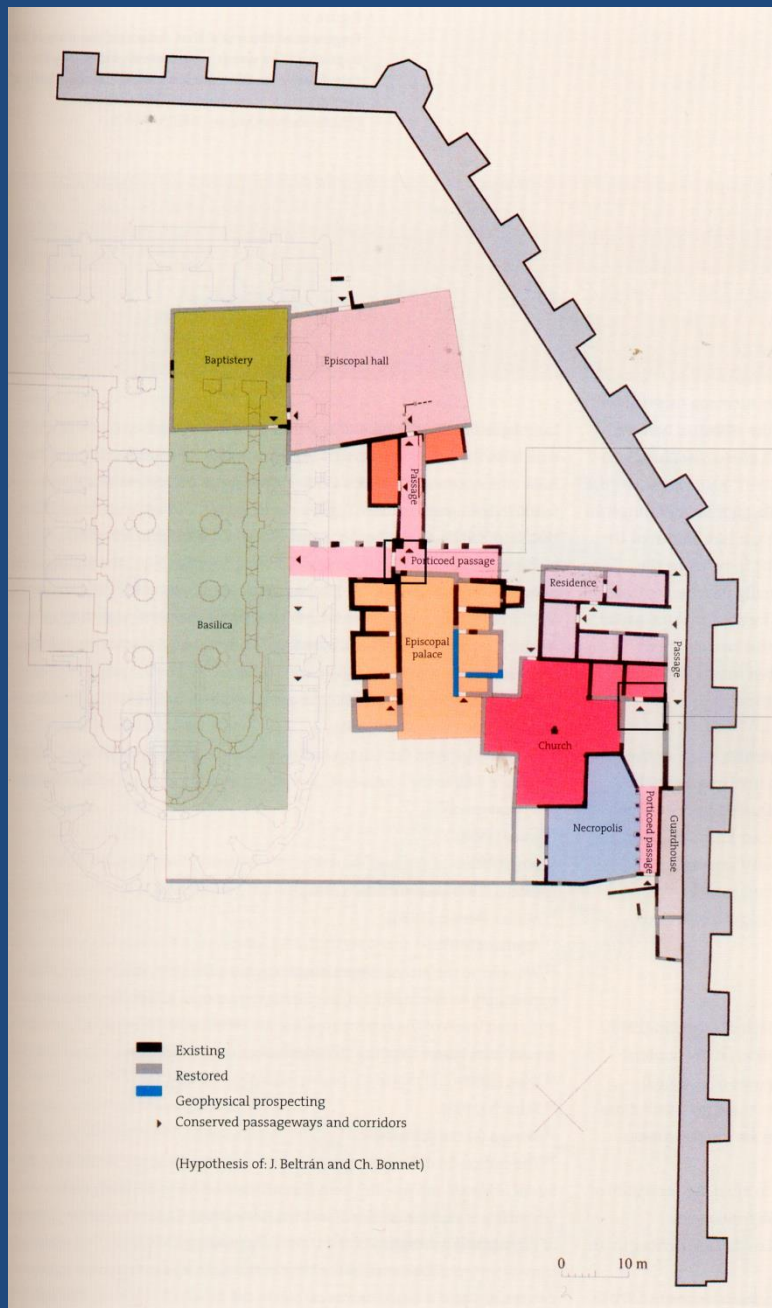 Baptistery
Episcopal hall
Passage
Porticoed passage
Residence
Basilica
Episcopal
palace
Passage
Church
Porticoed passage
Guardhouse
Necropolis
Existing
Restored
Geophysical prospecting
Conserved passageways and corridors
(Hypothesis of: J. Beltrán and Ch. Bonnet)
0 10 m